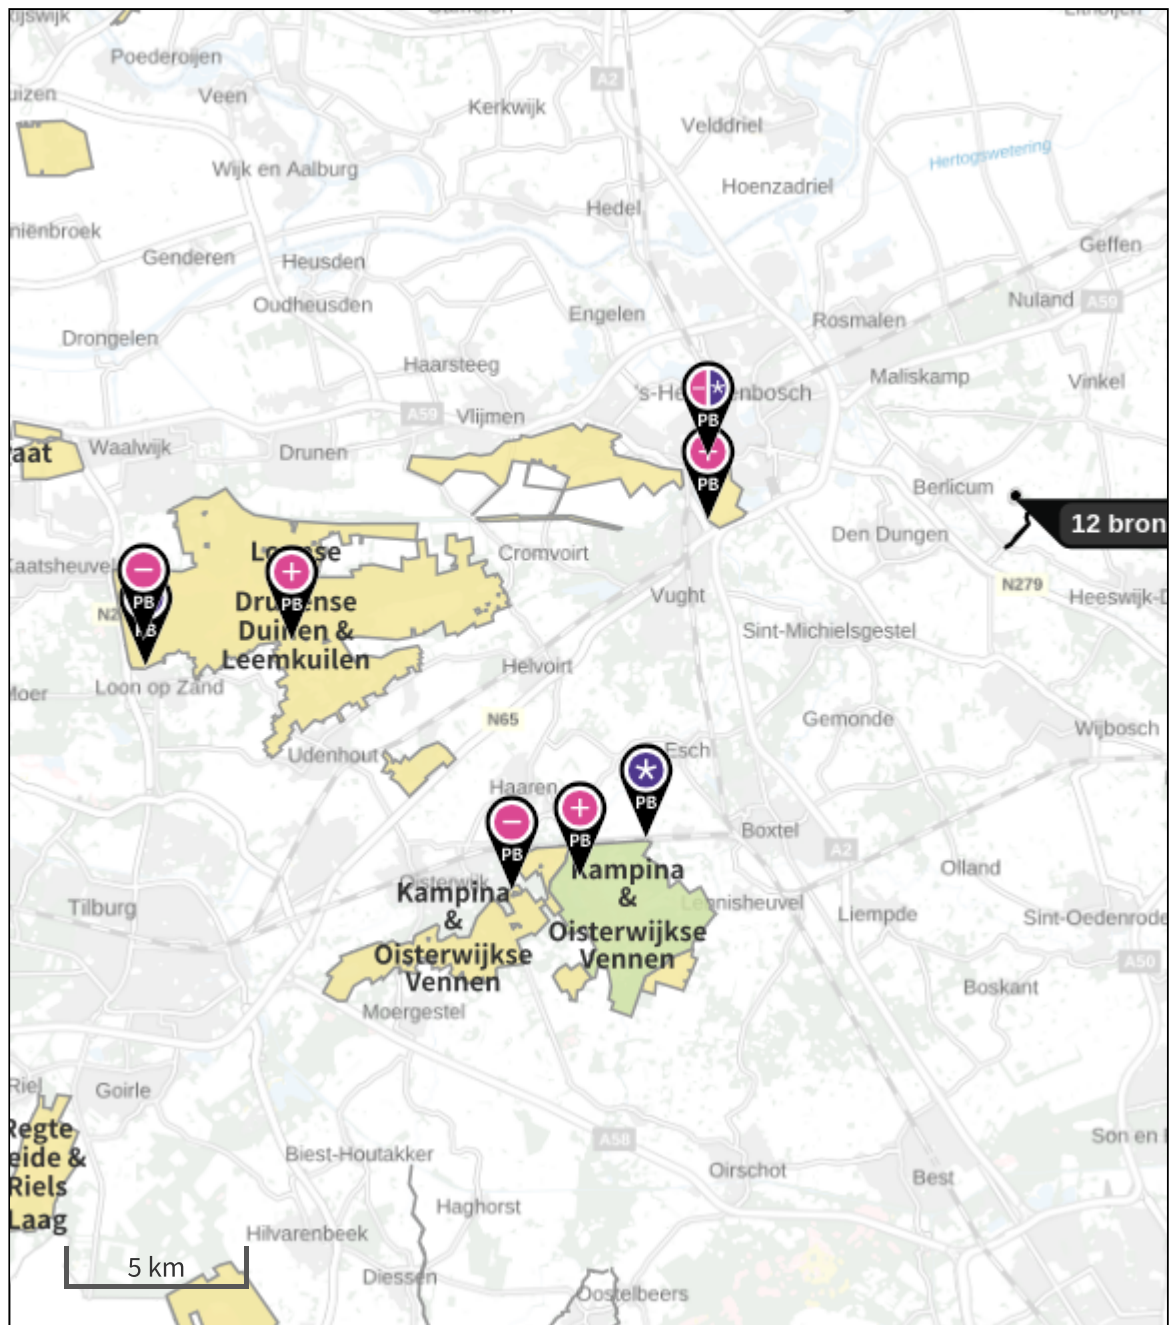 Poederoijen
A2
Veen
Kerkwijk
Velddriel
Hertogswetering
Wijk en Aalburg
Hoenzadriel
Hedel
Geffen
Genderen
Heusden
Nuland
A59
Oudheusden
Engelen
Rosmalen
Drongelen
Haarsteeg
Maliskamp
Vinkel
PB
A59
Vlijmen
Waalwijk
Drunen
PB
Berlicum
12 bron
Den Dungen
Cromvoirt
N279
Heeswijk-D
PB
PB
Vught
Duinen &
Leemkuilen
Sint-Michielsgestel
Helvoirt
Loon op Zand
N65
Gemonde
Wijbosch
Udenhout
Esch
Haaren
PB
PB
PB
Boxtel
A2
Olland
Oisterwijk
Kampina
&
Oisterwijkse
Vennen
Kampina
&
Oisterwijkse
Vennen
Tilburg
Liempde
Sint-Oedenrode
A50
Boskant
Moergestel
Goirle
Riel
Regte
eide &
Riels
Laag
A58
Son en
Biest-Houtakker
Oirschot
Best
Haghorst
Hilvarenbeek
5 km
Diessen
Oostelbeers